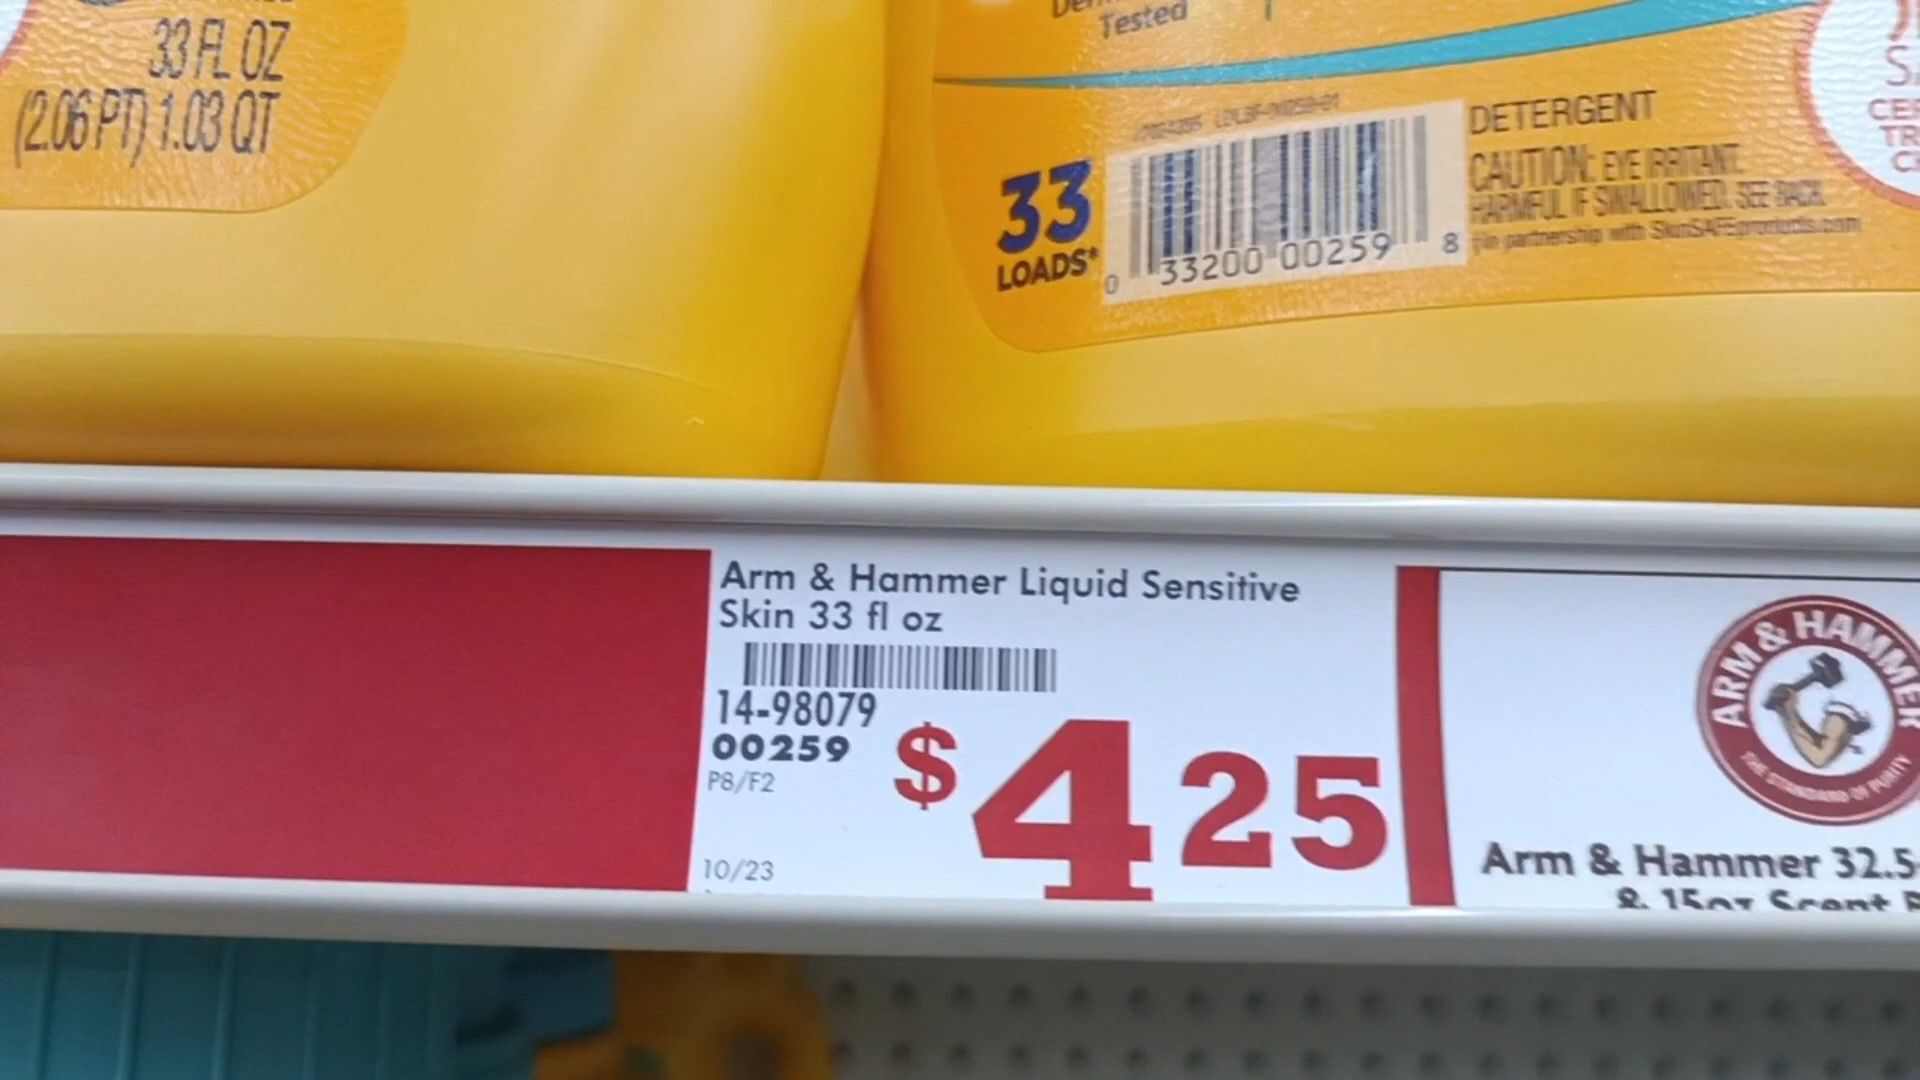 33 FL OZ
(2.06 PT) 1.03 QT
Tested
33
LOADS*
0 33200 00259 8
DETERGENT
CAUTION: EYE IRRITANT.
HARMFUL IF SWALLOWED. SEE BACK
in partnership with SkinSAFEproducts.com
Arm & Hammer Liquid Sensitive
Skin 33 fl oz
14-98079
00259
P8/F2
$4 25
10/23
ARM & HAMMER
THE STANDARD OF PURITY
Arm & Hammer 32.5
& 15oz Scent